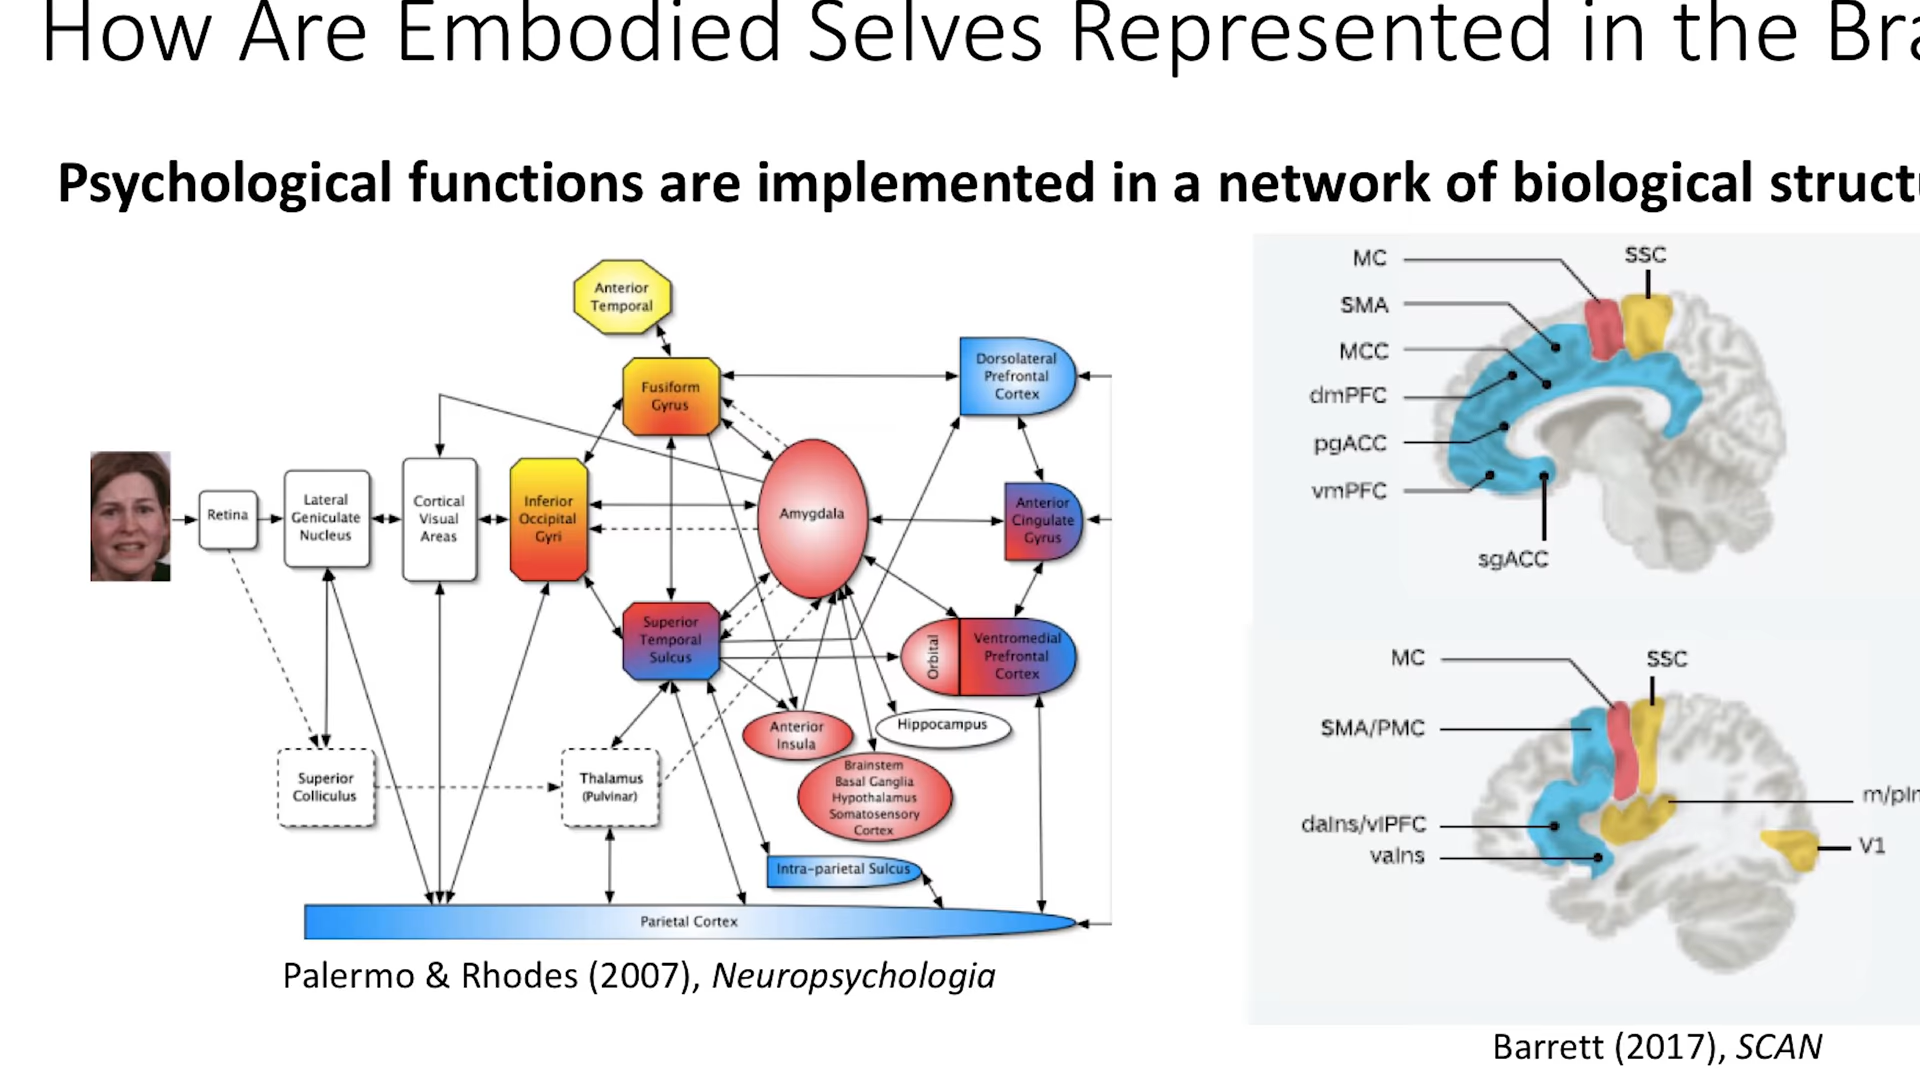 How Are Embodied Selves Represented in the Bra
Psychological functions are implemented in a network of biological struct
Anterior
Temporal
Fusiform
Gyrus
Dorsolateral
Prefrontal
Cortex
Retina
Lateral
Geniculate
Nucleus
Cortical
Visual
Areas
Inferior
Occipital
Gyri
Amygdala
Anterior
Cingulate
Gyrus
Superior
Temporal
Sulcus
Orbital
Ventromedial
Prefrontal
Cortex
Anterior
Insula
Hippocampus
Superior
Colliculus
Thalamus
(Pulvinar)
Brainstem
Basal Ganglia
Hypothalamus
Somatosensory
Cortex
Intra-parietal Sulcus
Parietal Cortex
Palermo & Rhodes (2007), Neuropsychologia
MC
SSC
SMA
MCC
dmPFC
pgACC
vmPFC
sgACC
MC
SSC
SMA/PMC
m/pIn
daIns/vlPFC
V1
vaIns
Barrett (2017), SCAN